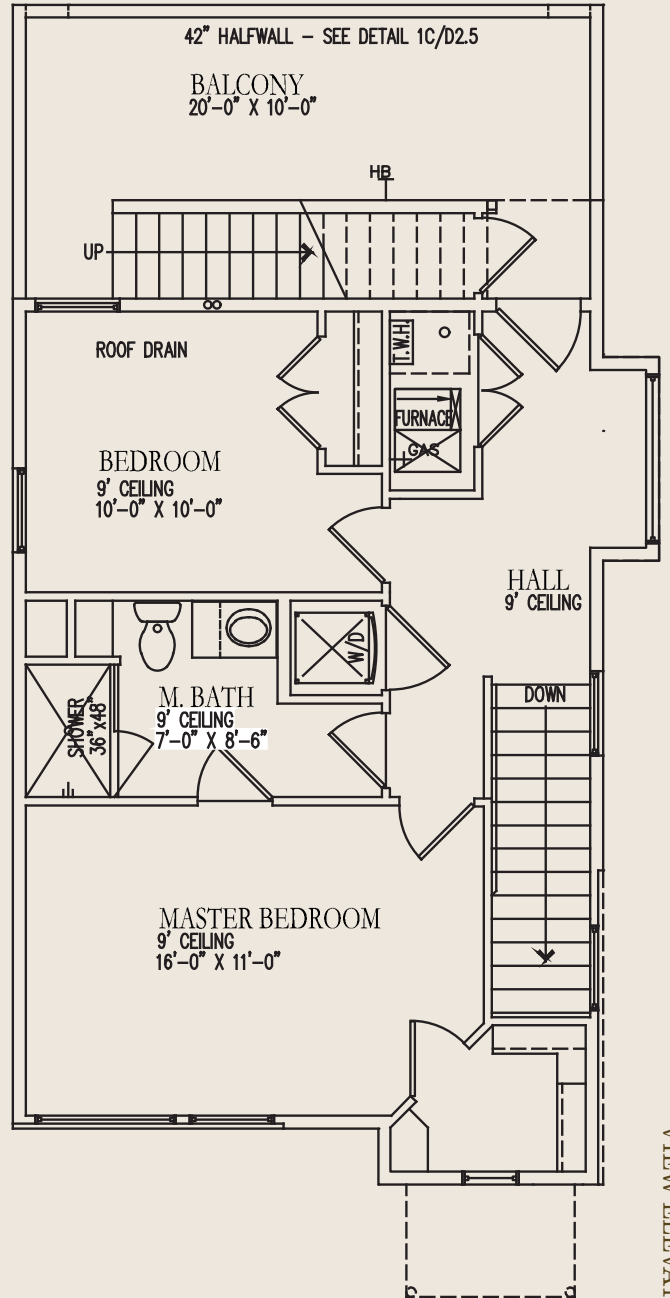 42" HALFWALL - SEE DETAIL 1C/D2.5
BALCONY
20'-0" X 10'-0"
HB
UP
ROOF DRAIN
T.W.H.
FURNACE
GAS
BEDROOM
9' CEILING
10'-0" X 10'-0"
HALL
9' CEILING
W/D
M. BATH
9' CEILING
7'-0" X 8'-6"
SHOWER
36"x48"
DOWN
MASTER BEDROOM
9' CEILING
16'-0" X 11'-0"